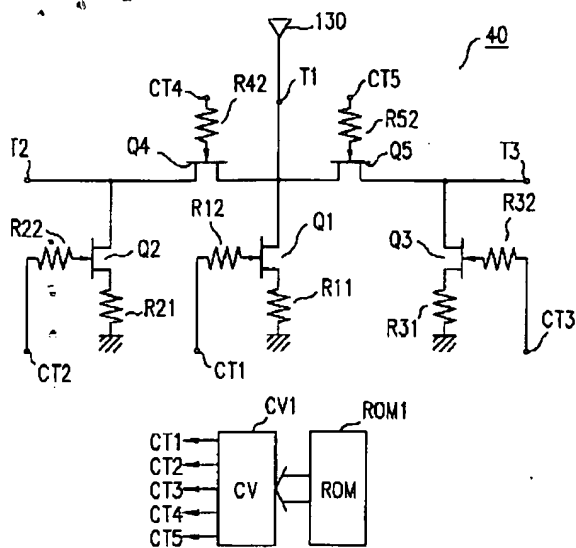 130
40
CT4
R42
T1
CT5
R52
T2
Q4
Q5
T3
R22
Q2
R12
Q1
Q3
R32
R21
R11
R31
CT2
CT1
CT3
CV1
ROM1
CT1
CT2
CT3
CT4
CT5
CV
ROM